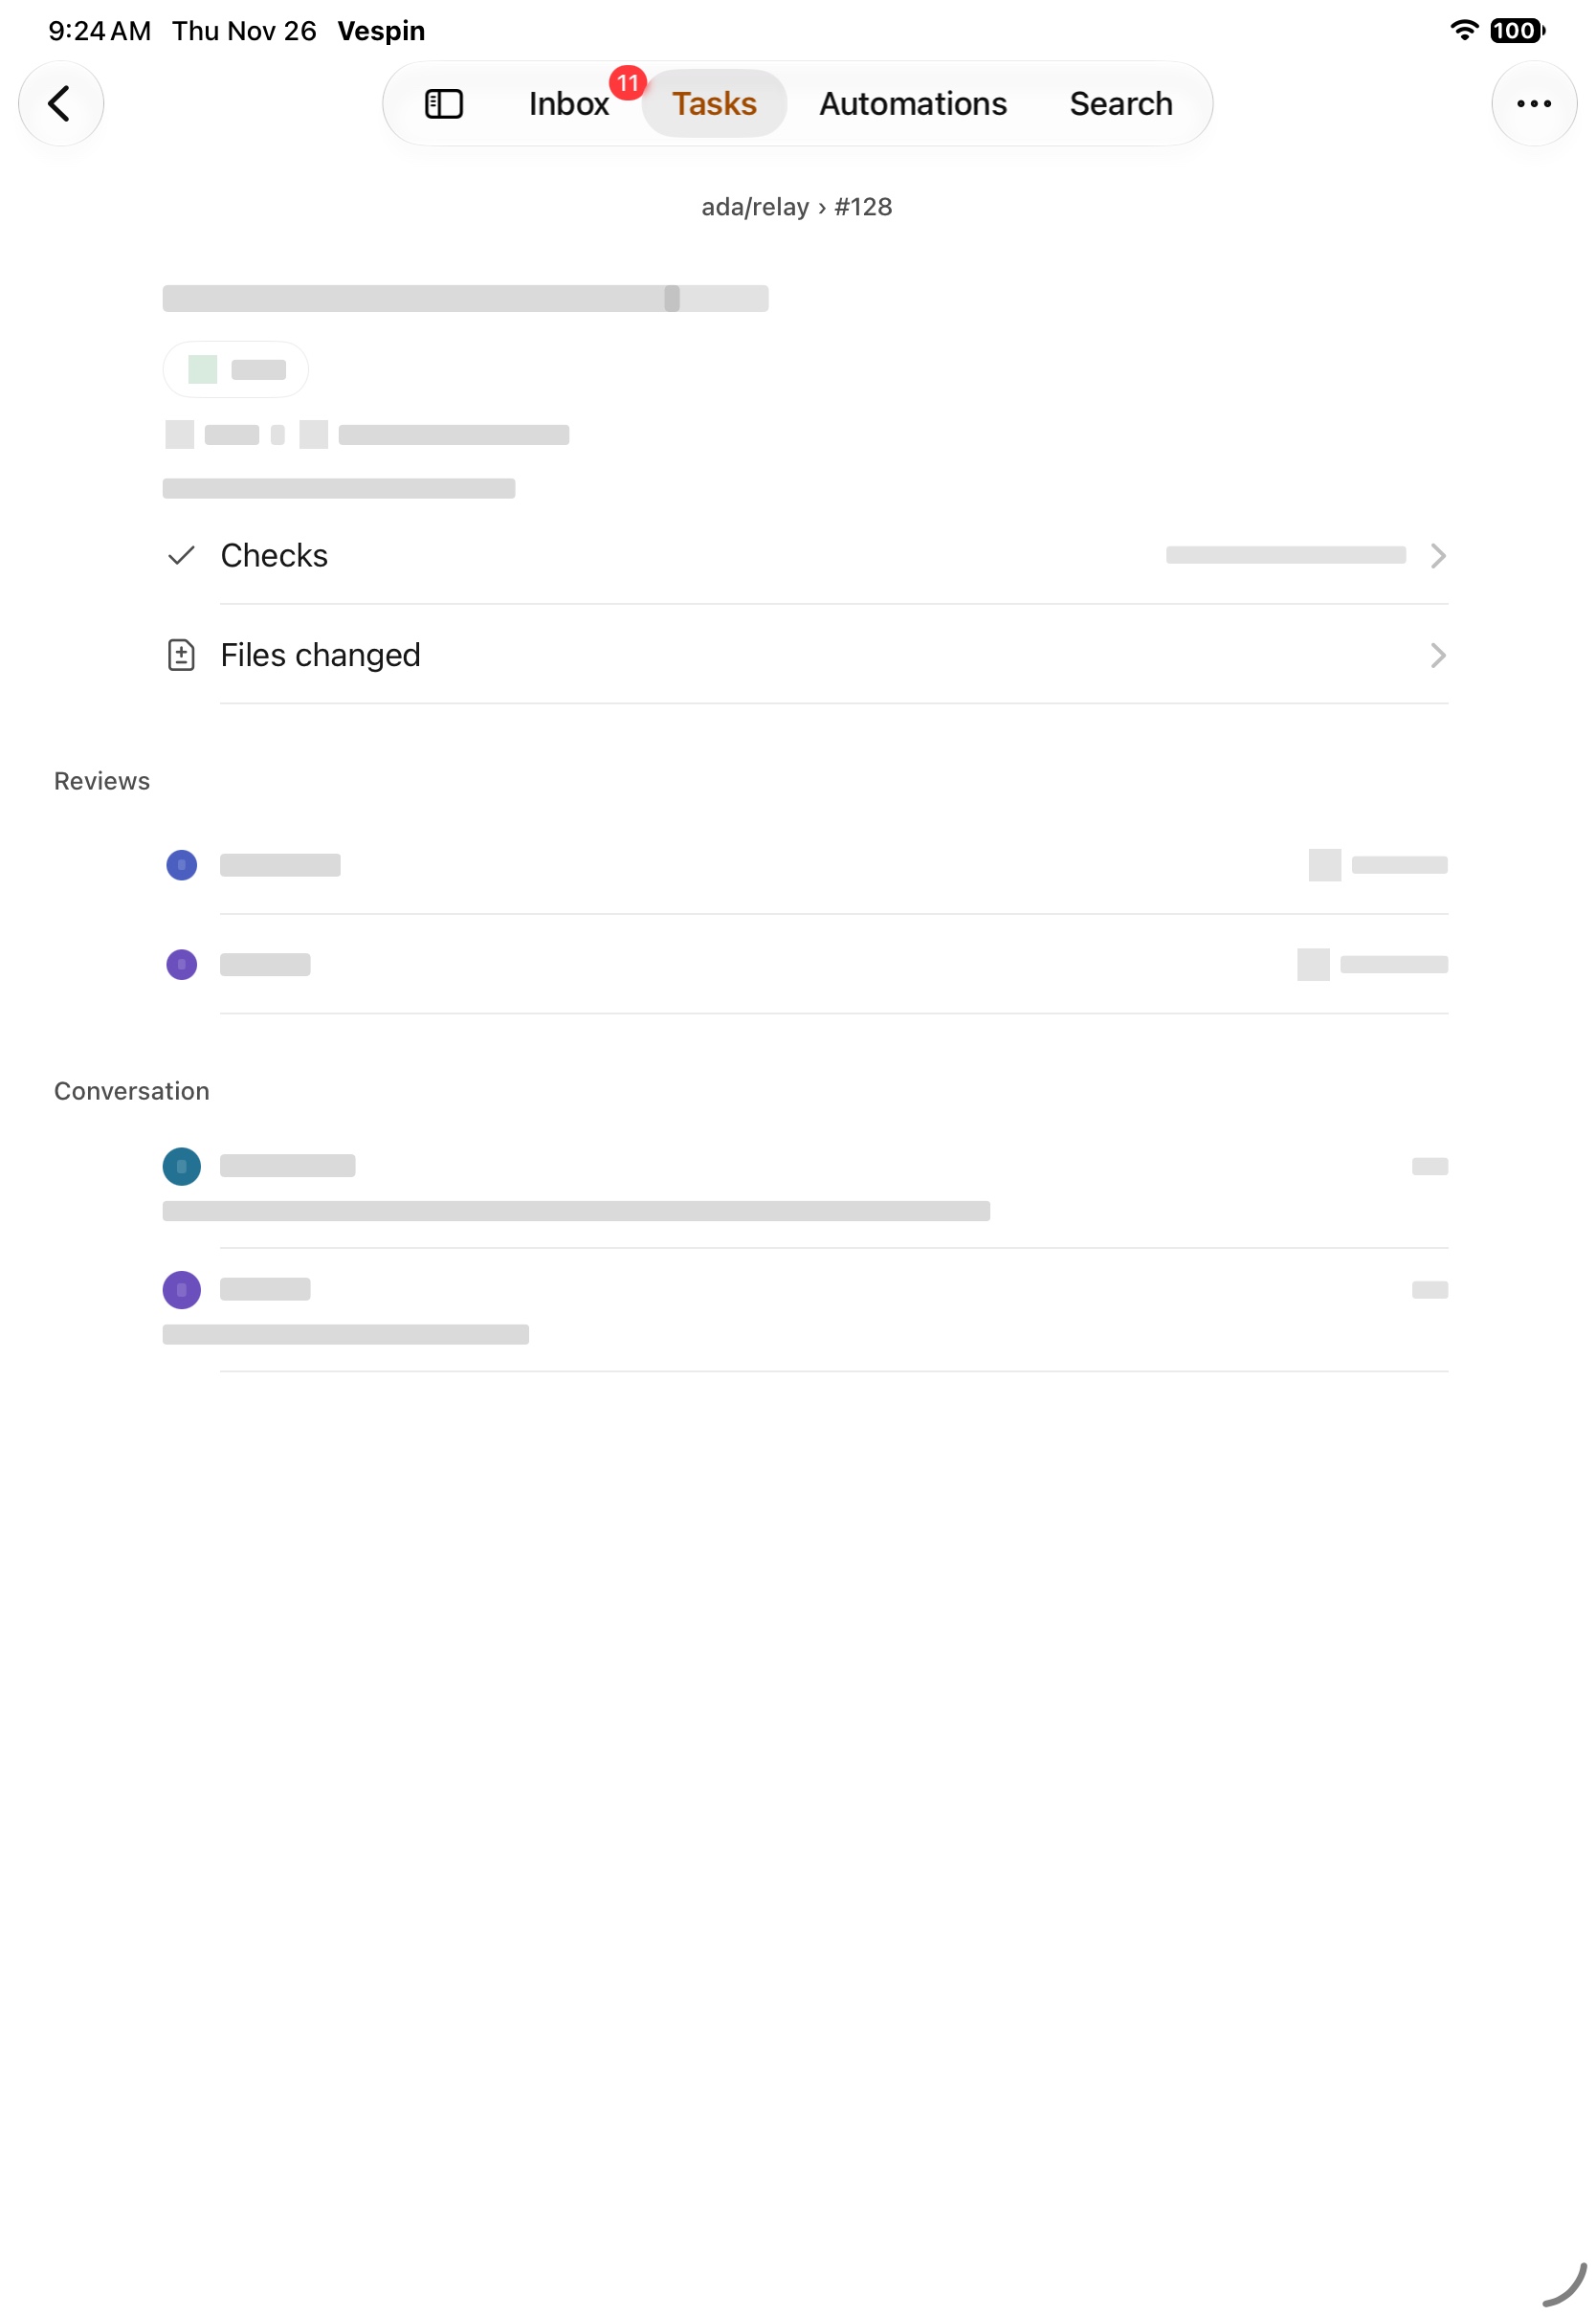 9:24 AM Thu Nov 26 Vespin
100
Inbox 11 Tasks Automations Search
ada/relay › #128
Checks
Files changed
Reviews
Conversation